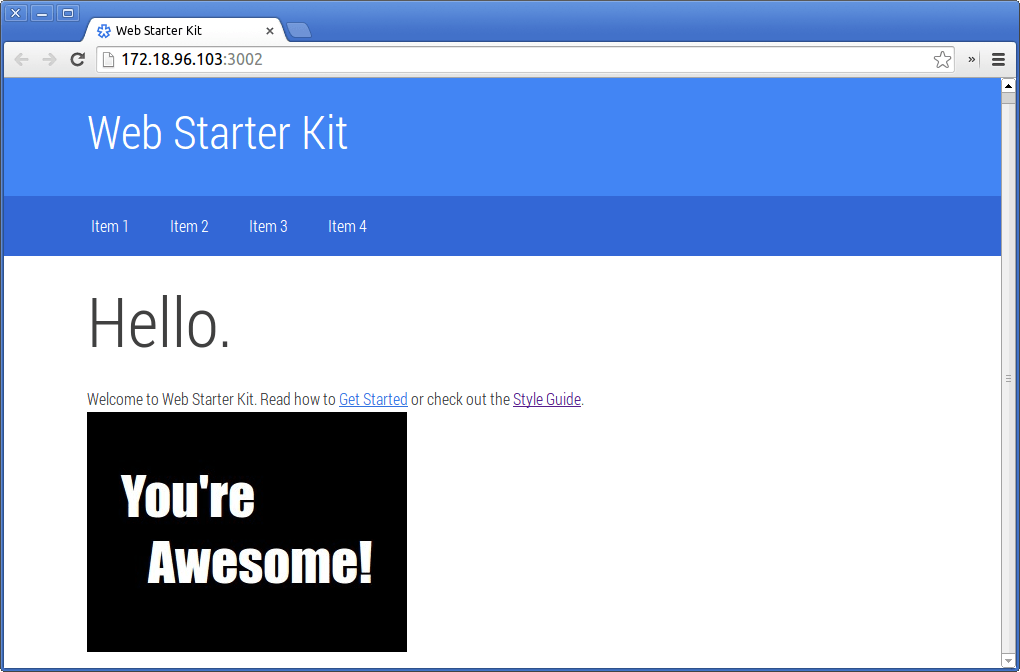 Web Starter Kit
172.18.96.103:3002
Web Starter Kit
Item 1 Item 2 Item 3 Item 4
Hello.
Welcome to Web Starter Kit. Read how to Get Started or check out the Style Guide.
You're
Awesome!